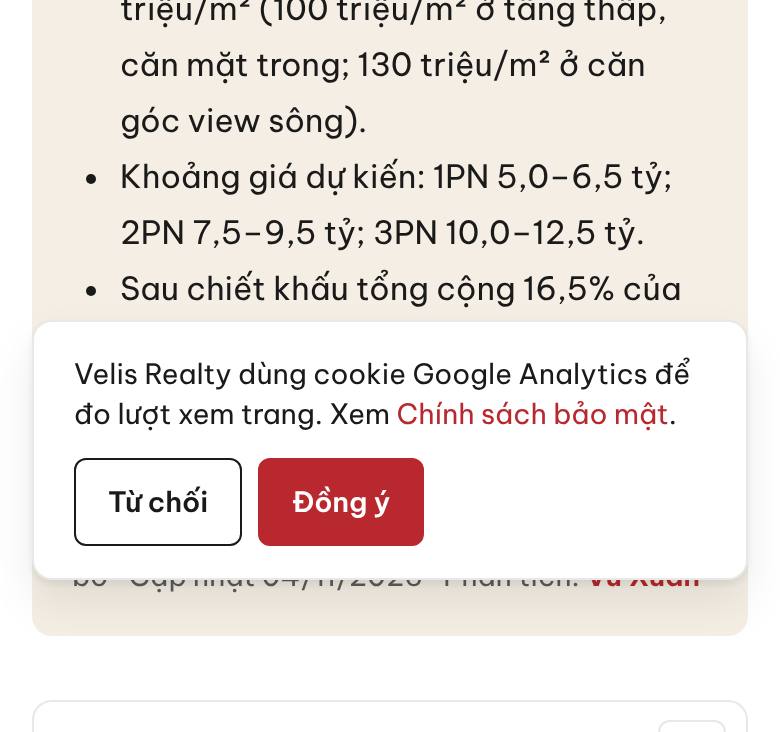 triệu/m² (100 triệu/m² ở tầng thấp,
căn mặt trong; 130 triệu/m² ở căn
góc view sông).
• Khoảng giá dự kiến: 1PN 5,0–6,5 tỷ;
2PN 7,5–9,5 tỷ; 3PN 10,0–12,5 tỷ.
• Sau chiết khấu tổng cộng 16,5% của
Velis Realty dùng cookie Google Analytics để
đo lượt xem trang. Xem Chính sách bảo mật.
Từ chối
Đồng ý